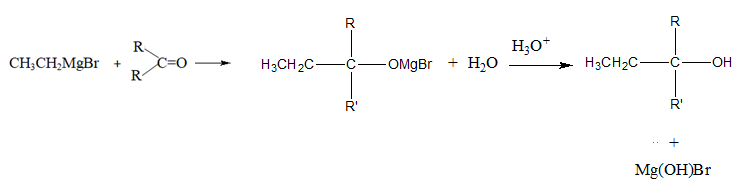 R
R
C=O
CH₃CH₂MgBr + 
R
H₃CH₂C—C—OMgBr + H₂O
R'
H₃O⁺
R
H₃CH₂C—C—OH
R'
+
Mg(OH)Br